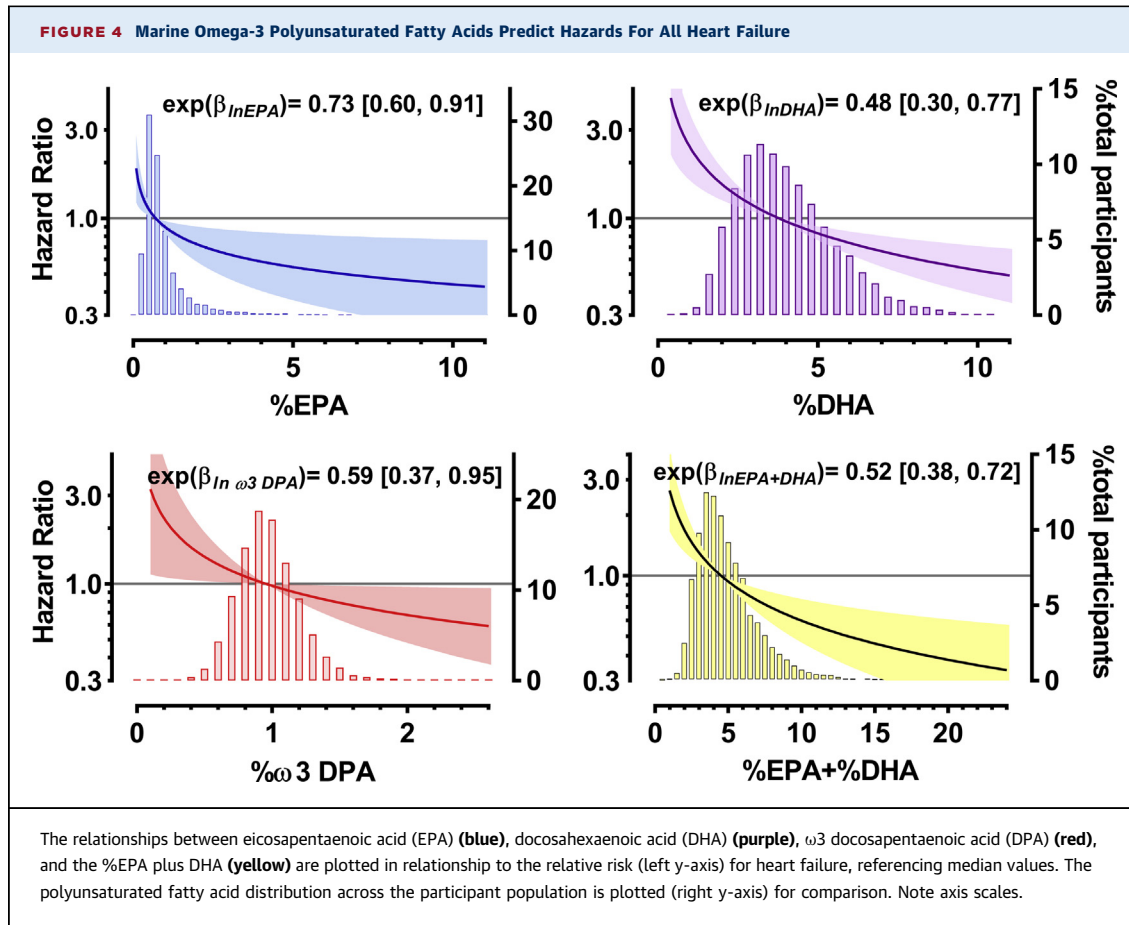 FIGURE 4 Marine Omega-3 Polyunsaturated Fatty Acids Predict Hazards For All Heart Failure
exp(βlnEPA)= 0.73 [0.60, 0.91]
Hazard Ratio
3.0
1.0
0.3
30
20
10
0
0 5 10
%EPA
exp(βlnDHA)= 0.48 [0.30, 0.77]
3.0
1.0
0.3
15
10
5
0
%total participants
0 5 10
%DHA
exp(βln ω3 DPA)= 0.59 [0.37, 0.95]
Hazard Ratio
3.0
1.0
0.3
20
10
0
0 1 2
%ω3 DPA
exp(βlnEPA+DHA)= 0.52 [0.38, 0.72]
3.0
1.0
0.3
15
10
5
0
%total participants
0 5 10 15 20
%EPA+%DHA
The relationships between eicosapentaenoic acid (EPA) (blue), docosahexaenoic acid (DHA) (purple), ω3 docosapentaenoic acid (DPA) (red),
and the %EPA plus DHA (yellow) are plotted in relationship to the relative risk (left y-axis) for heart failure, referencing median values. The
polyunsaturated fatty acid distribution across the participant population is plotted (right y-axis) for comparison. Note axis scales.